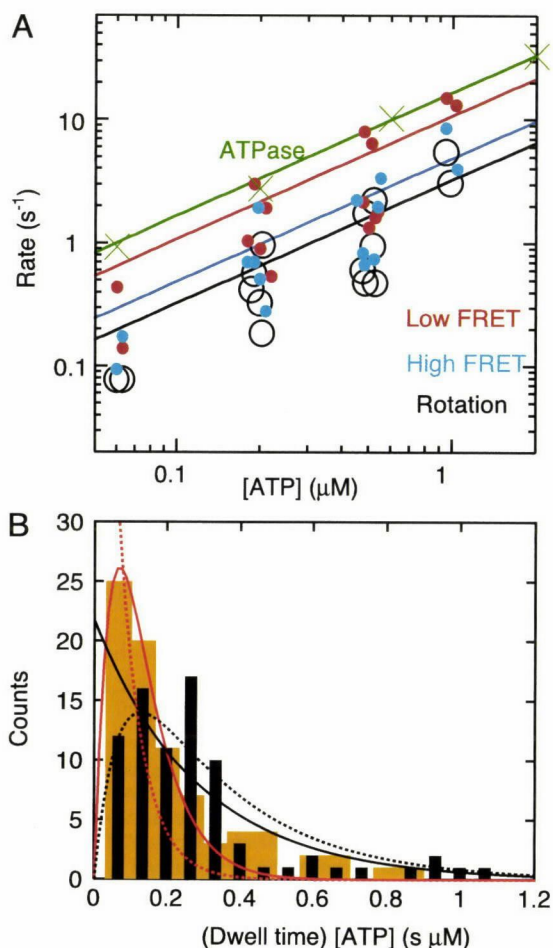 A
Rate (s⁻¹)
10
1
0.1
ATPase
Low FRET
High FRET
Rotation
0.1
1
[ATP] (μM)
B
Counts
30
25
20
15
10
5
0
0
0.2
0.4
0.6
0.8
1
1.2
(Dwell time) [ATP] (s μM)